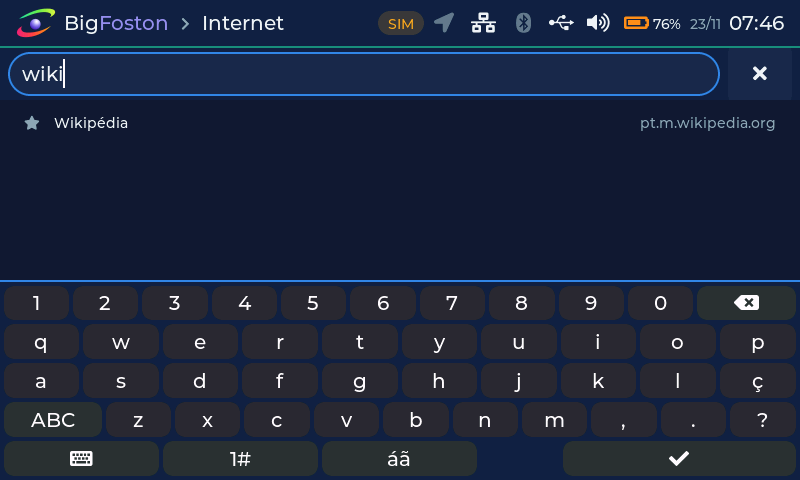 BigFoston > Internet SIM 76% 23/11 07:46
wiki
Wikipédia pt.m.wikipedia.org
1 2 3 4 5 6 7 8 9 0
q w e r t y u i o p
a s d f g h j k l ç
ABC z x c v b n m , . ?
1# áã